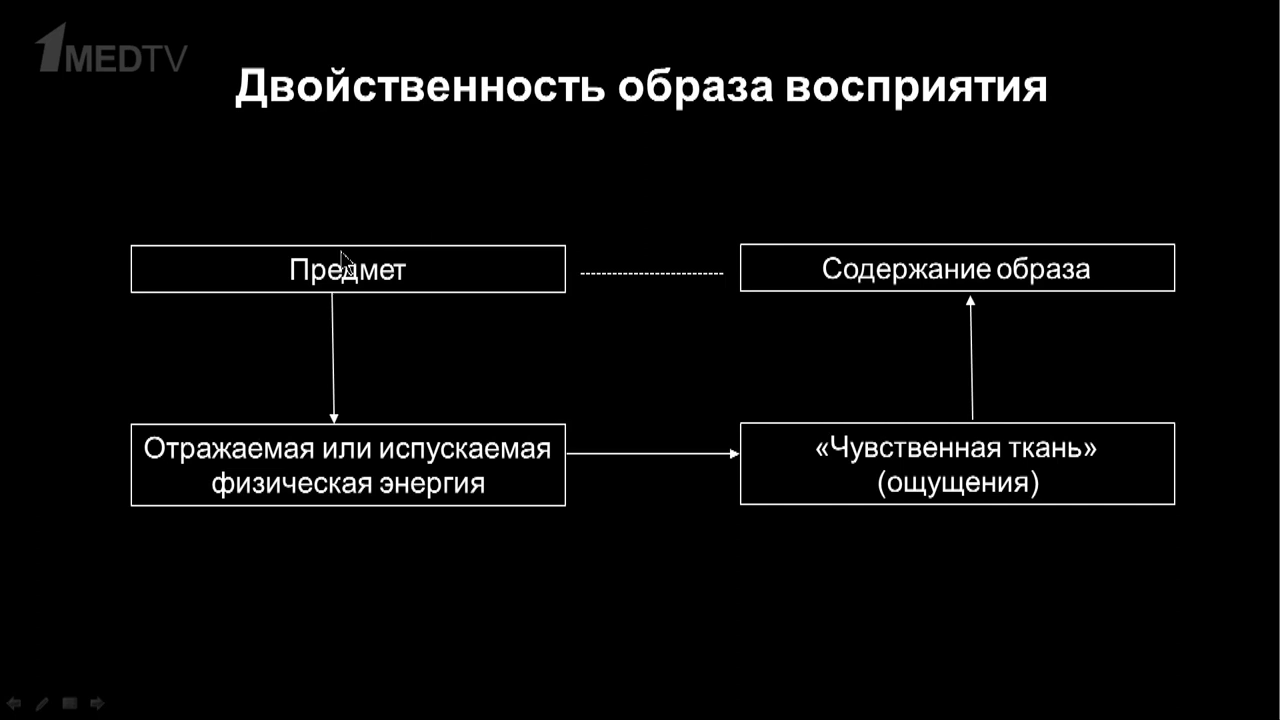 1MEDTV
Двойственность образа восприятия
Предмет
Содержание образа
Отражаемая или испускаемая
физическая энергия
«Чувственная ткань»
(ощущения)